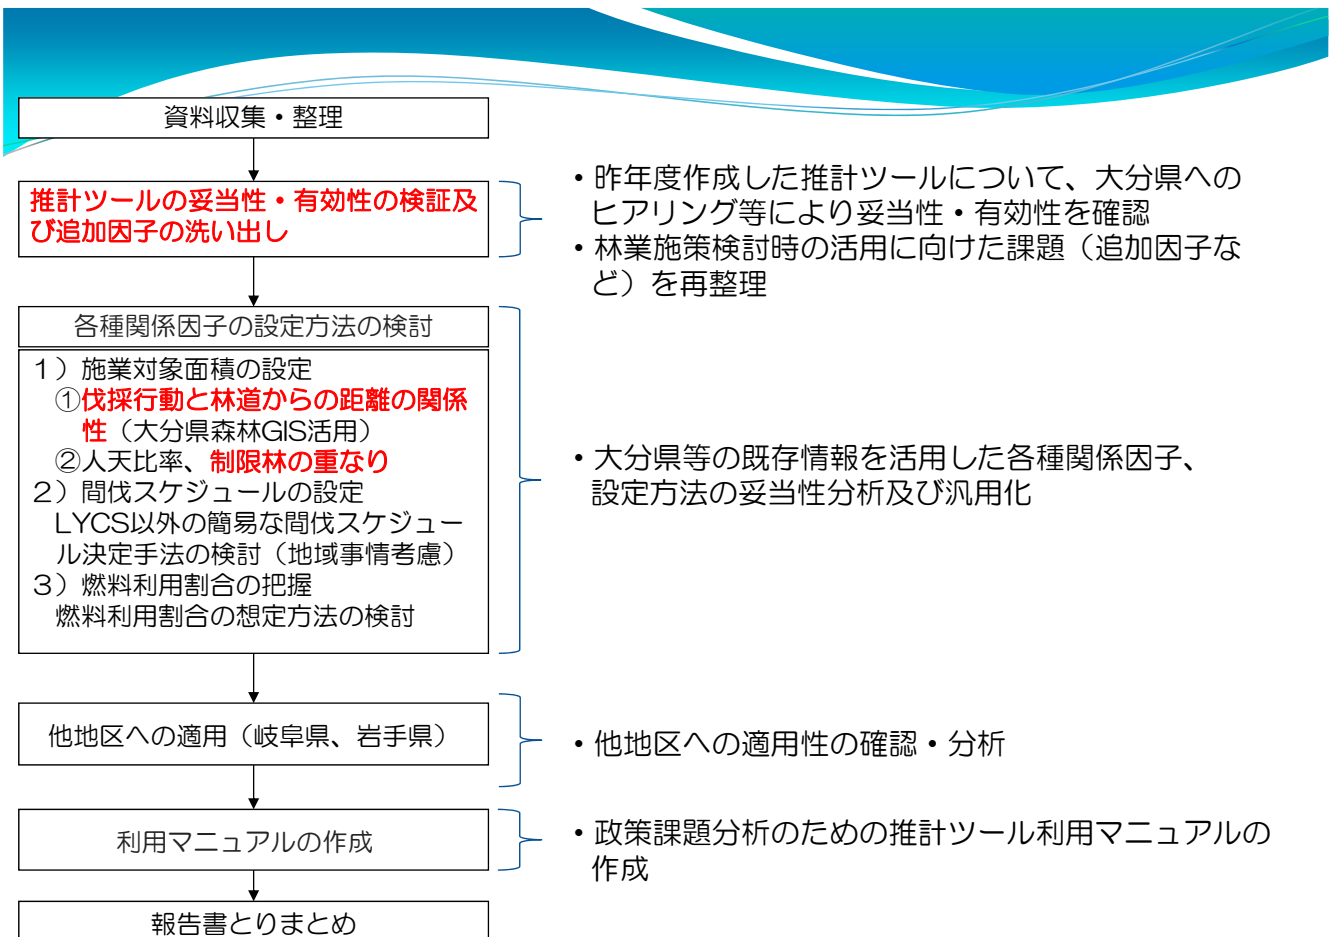 資料収集・整理
推計ツールの妥当性・有効性の検証及
び追加因子の洗い出し
・昨年度作成した推計ツールについて、大分県への
ヒアリング等により妥当性・有効性を確認
・林業施策検討時の活用に向けた課題（追加因子な
ど）を再整理
各種関係因子の設定方法の検討
１）施業対象面積の設定
①伐採行動と林道からの距離の関係
性（大分県森林GIS活用）
②人天比率、制限林の重なり
２）間伐スケジュールの設定
LYCS以外の簡易な間伐スケジュー
ル決定手法の検討（地域事情考慮）
３）燃料利用割合の把握
燃料利用割合の想定方法の検討
・大分県等の既存情報を活用した各種関係因子、
設定方法の妥当性分析及び汎用化
他地区への適用（岐阜県、岩手県）
・他地区への適用性の確認・分析
利用マニュアルの作成
・政策課題分析のための推計ツール利用マニュアルの
作成
報告書とりまとめ